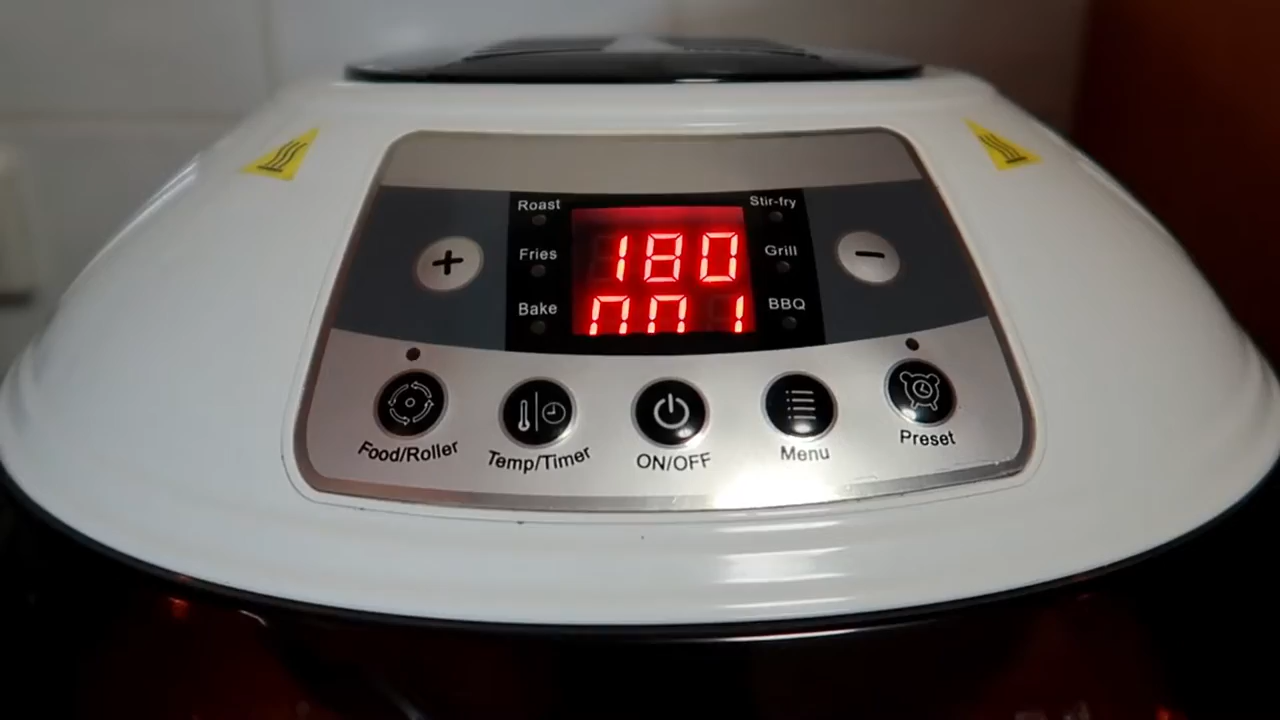 Roast
Stir-fry
180
Fries
Grill
Bake
BBQ
Food/Roller
Temp/Timer
ON/OFF
Menu
Preset